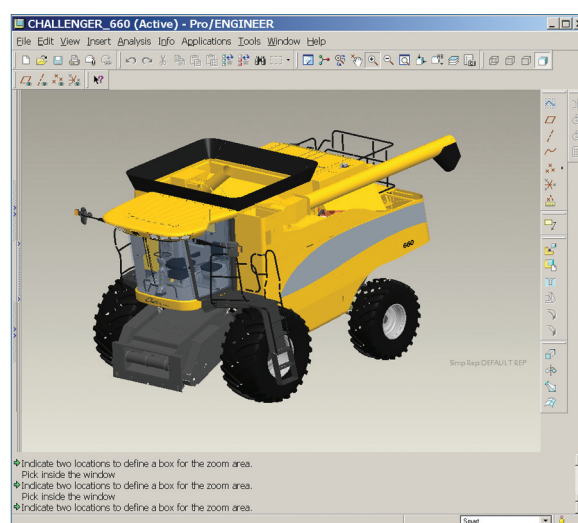 CHALLENGER_660 (Active) - Pro/ENGINEER
File Edit View Insert Analysis Info Applications Tools Window Help
660
Simp Rep:DEFAULT REP
Indicate two locations to define a box for the zoom area.
Pick inside the window
Indicate two locations to define a box for the zoom area.
Pick inside the window
Indicate two locations to define a box for the zoom area.
Smart